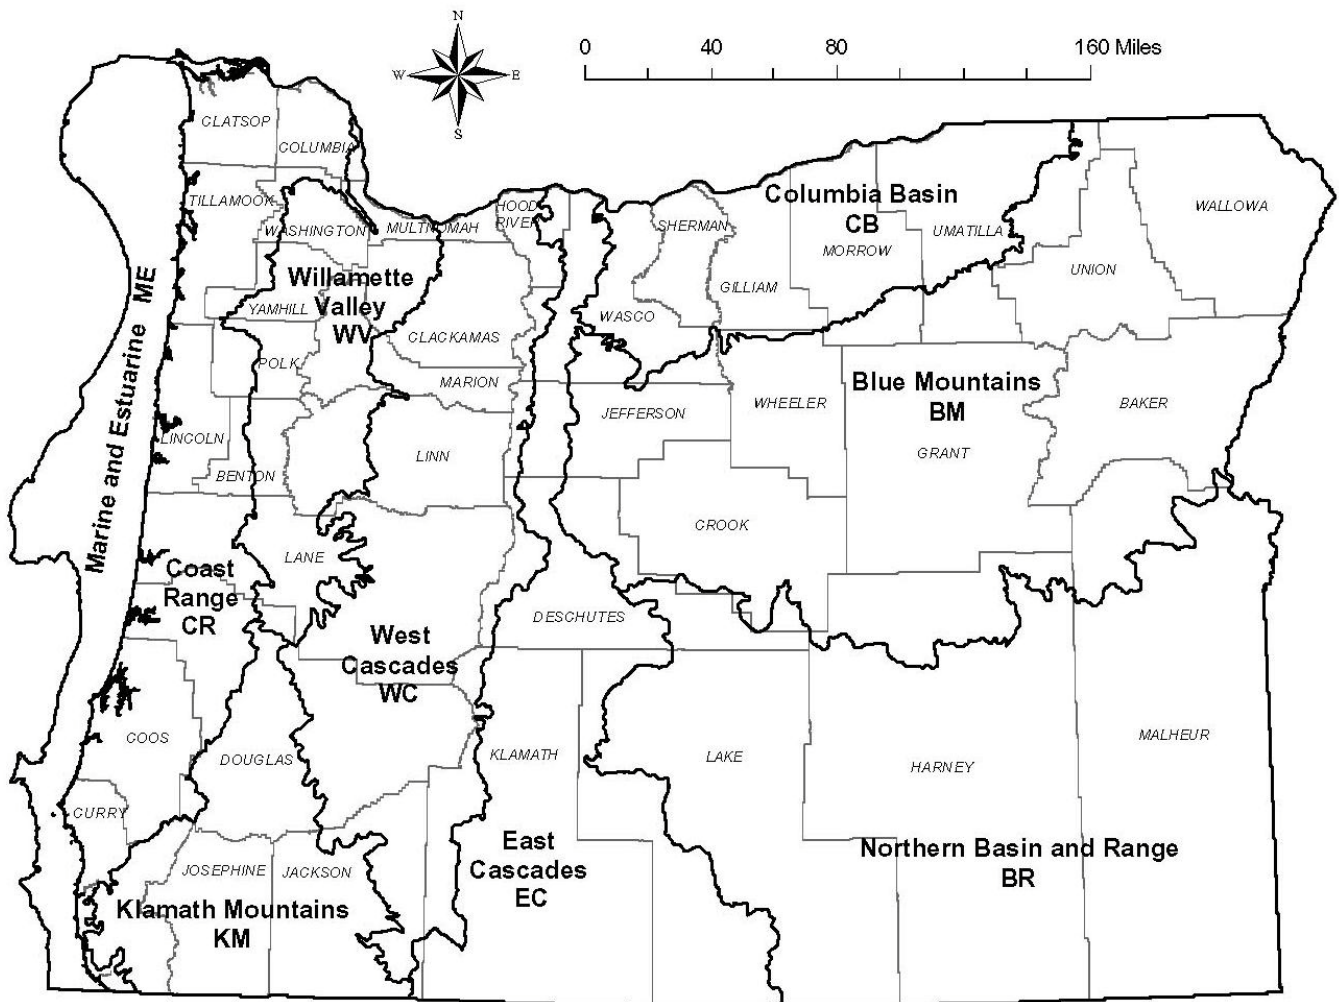 N
W E
S
0 40 80 160 Miles
CLATSOP
COLUMBIA
TILLAMOOK
WASHINGTON
MULTNOMAH
HOOD
RIVER
SHERMAN
Columbia Basin
CB
MORROW
UMATILLA
WALLOWA
UNION
GILLIAM
WASCO
Willamette
Valley
WV
YAMHILL
CLACKAMAS
POLK
MARION
Marine and Estuarine ME
JEFFERSON
WHEELER
Blue Mountains
BM
GRANT
BAKER
LINCOLN
BENTON
LINN
CROOK
LANE
Coast
Range
CR
DESCHUTES
West
Cascades
WC
COOS
DOUGLAS
KLAMATH
LAKE
HARNEY
MALHEUR
CURRY
JOSEPHINE
JACKSON
East
Cascades
EC
Northern Basin and Range
BR
Klamath Mountains
KM